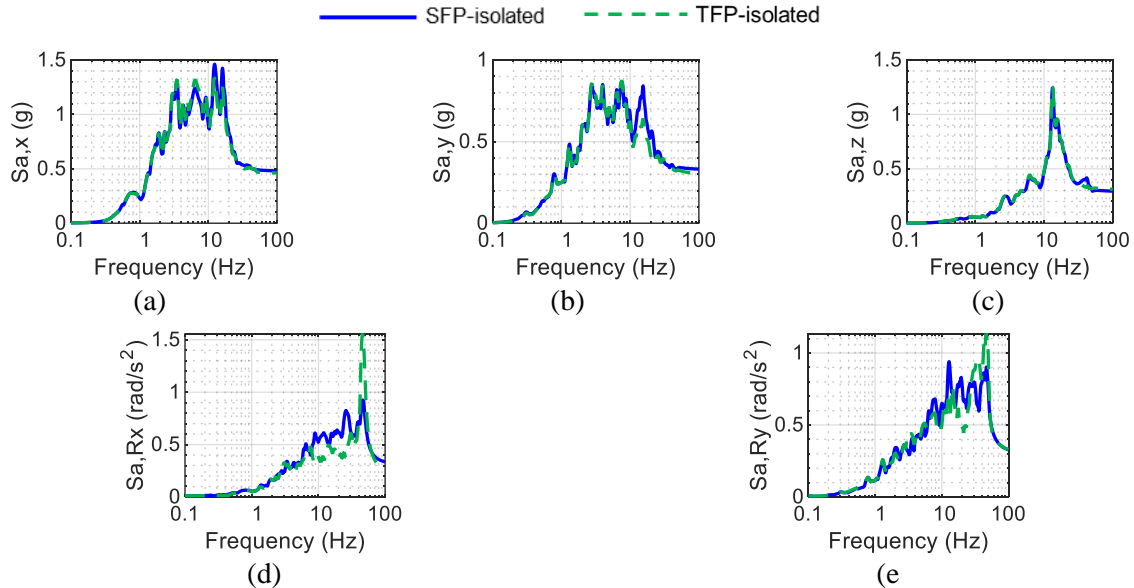 SFP-isolated TFP-isolated
Sa,x (g)
1.5
1
0.5
0
0.1 1 10 100
Frequency (Hz)
(a)
Sa,y (g)
1
0.5
0
0.1 1 10 100
Frequency (Hz)
(b)
Sa,z (g)
1.5
1
0.5
0
0.1 1 10 100
Frequency (Hz)
(c)
Sa,Rx (rad/s²)
1.5
1
0.5
0
0.1 1 10 100
Frequency (Hz)
(d)
Sa,Ry (rad/s²)
1
0.5
0
0.1 1 10 100
Frequency (Hz)
(e